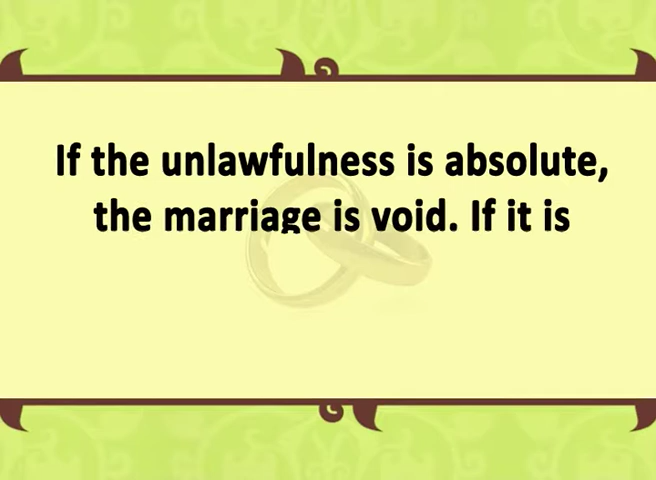 If the unlawfulness is absolute,
the marriage is void. If it is